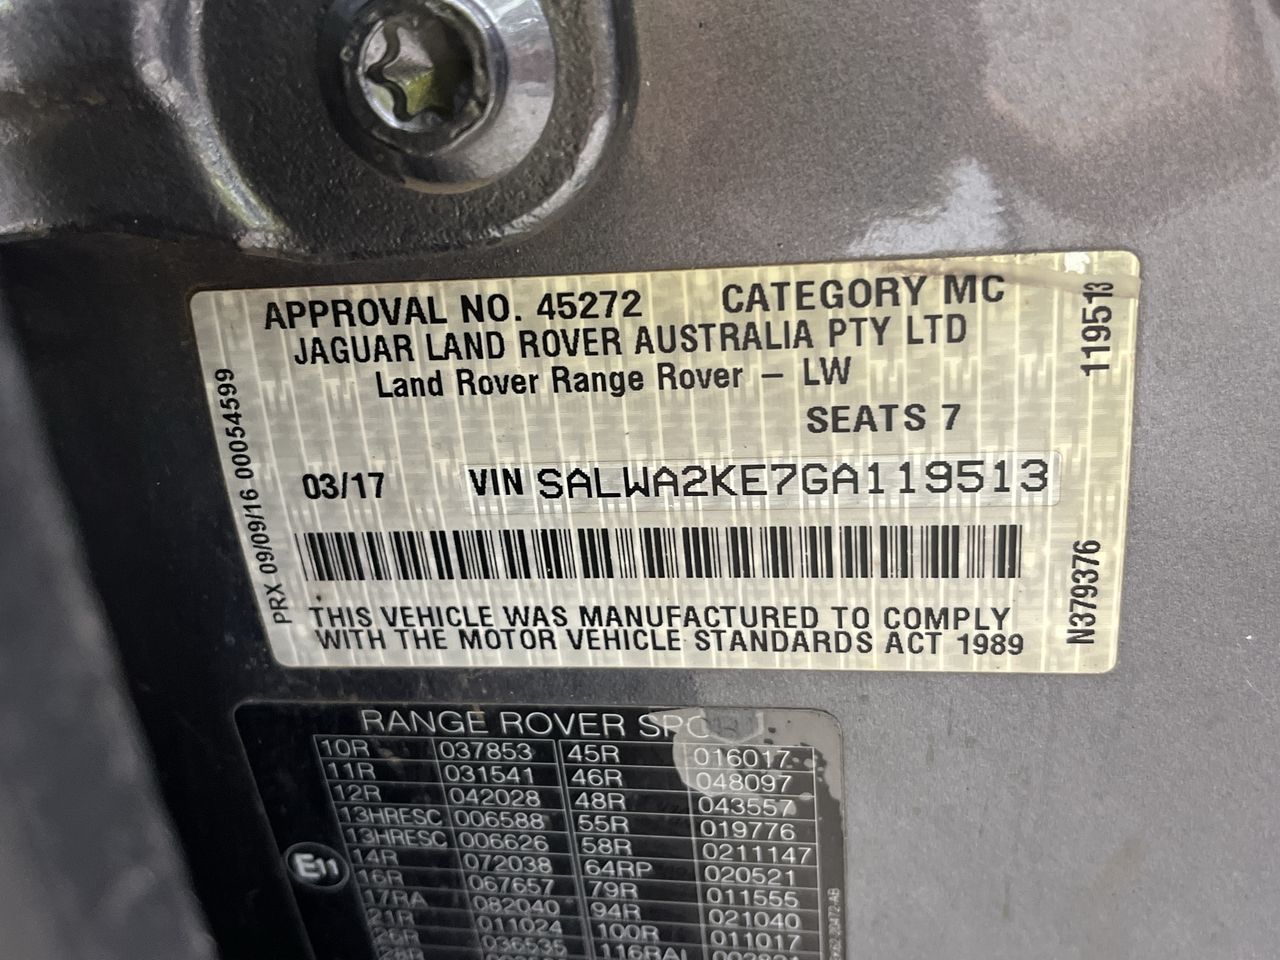 APPROVAL NO. 45272 CATEGORY MC
JAGUAR LAND ROVER AUSTRALIA PTY LTD
Land Rover Range Rover – LW
SEATS 7
03/17 VIN SALWA2KE7GA119513
THIS VEHICLE WAS MANUFACTURED TO COMPLY
WITH THE MOTOR VEHICLE STANDARDS ACT 1989
PRX 09/09/16 00054599
119513
N379376
RANGE ROVER
10R 037853 45R 016017
11R 031541 46R 048097
12R 042028 48R 043557
13HRESC 006588 55R 019776
13HRESC 006626 58R 0211147
14R 072038 64RP 020521
16R 067657 79R 011555
17RA 082040 94R 021040
21R 011024 100R 011017
26R 036535
E11